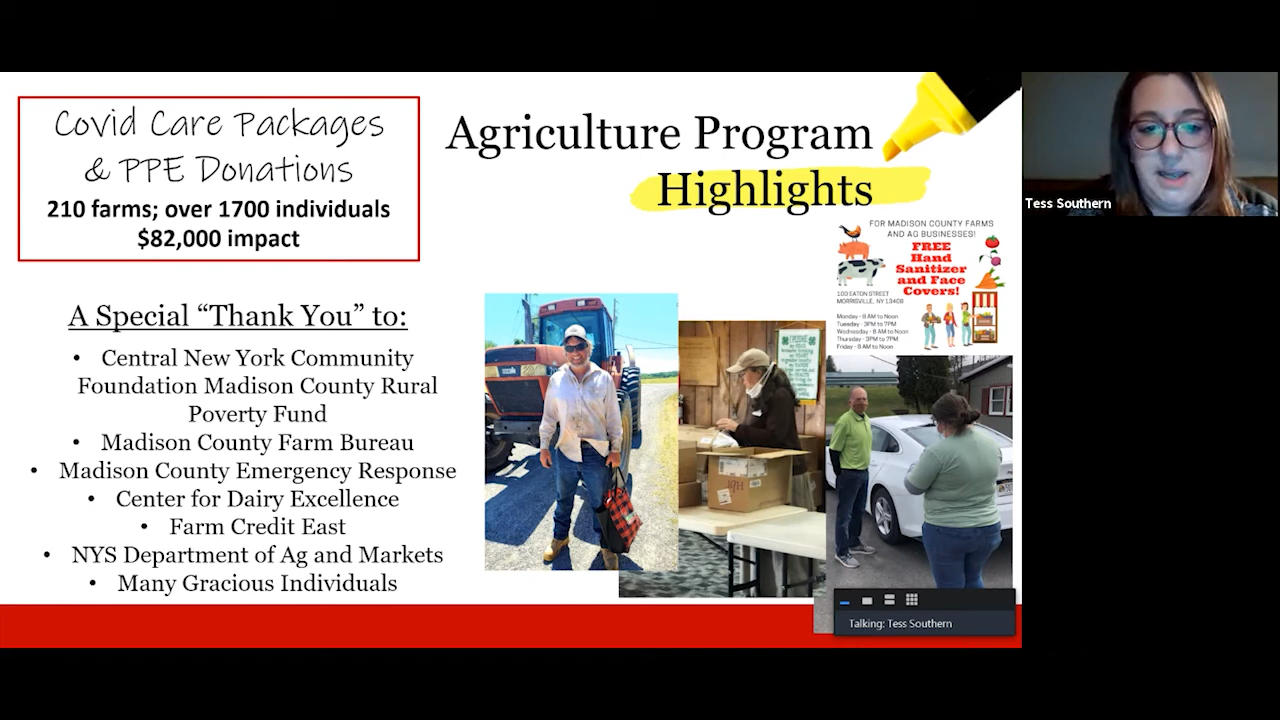 Covid Care Packages
& PPE Donations
210 farms; over 1700 individuals
$82,000 impact
Agriculture Program
Highlights
A Special “Thank You” to:
• Central New York Community
Foundation Madison County Rural
Poverty Fund
• Madison County Farm Bureau
• Madison County Emergency Response
• Center for Dairy Excellence
• Farm Credit East
• NYS Department of Ag and Markets
• Many Gracious Individuals
FOR MADISON COUNTY FARMS
AND AG BUSINESSES!
FREE
Hand
Sanitizer
and Face
Covers!
100 EATON STREET
MORRISVILLE, NY 13408
Monday - 8 AM to Noon
Tuesday - 3PM to 7PM
Wednesday - 8 AM to Noon
Thursday - 3PM to 7PM
Friday - 8 AM to Noon
Tess Southern
Talking: Tess Southern